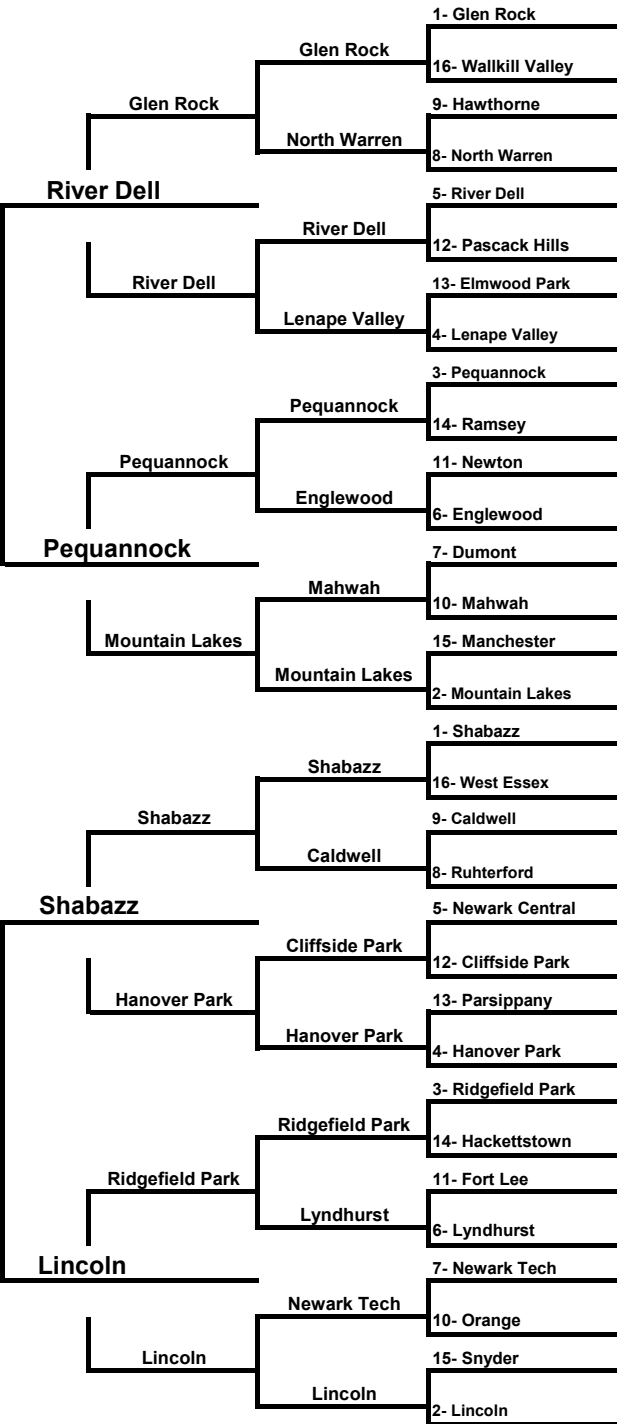 1- Glen Rock
Glen Rock
16- Wallkill Valley
Glen Rock
9- Hawthorne
North Warren
8- North Warren
River Dell
5- River Dell
River Dell
12- Pascack Hills
River Dell
13- Elmwood Park
Lenape Valley
4- Lenape Valley
3- Pequannock
Pequannock
14- Ramsey
Pequannock
11- Newton
Englewood
6- Englewood
Pequannock
7- Dumont
Mahwah
10- Mahwah
Mountain Lakes
15- Manchester
Mountain Lakes
2- Mountain Lakes
1- Shabazz
Shabazz
16- West Essex
Shabazz
9- Caldwell
Caldwell
8- Ruhterford
Shabazz
5- Newark Central
Cliffside Park
12- Cliffside Park
Hanover Park
13- Parsippany
Hanover Park
4- Hanover Park
3- Ridgefield Park
Ridgefield Park
14- Hackettstown
Ridgefield Park
11- Fort Lee
Lyndhurst
6- Lyndhurst
Lincoln
7- Newark Tech
Newark Tech
10- Orange
Lincoln
15- Snyder
Lincoln
2- Lincoln